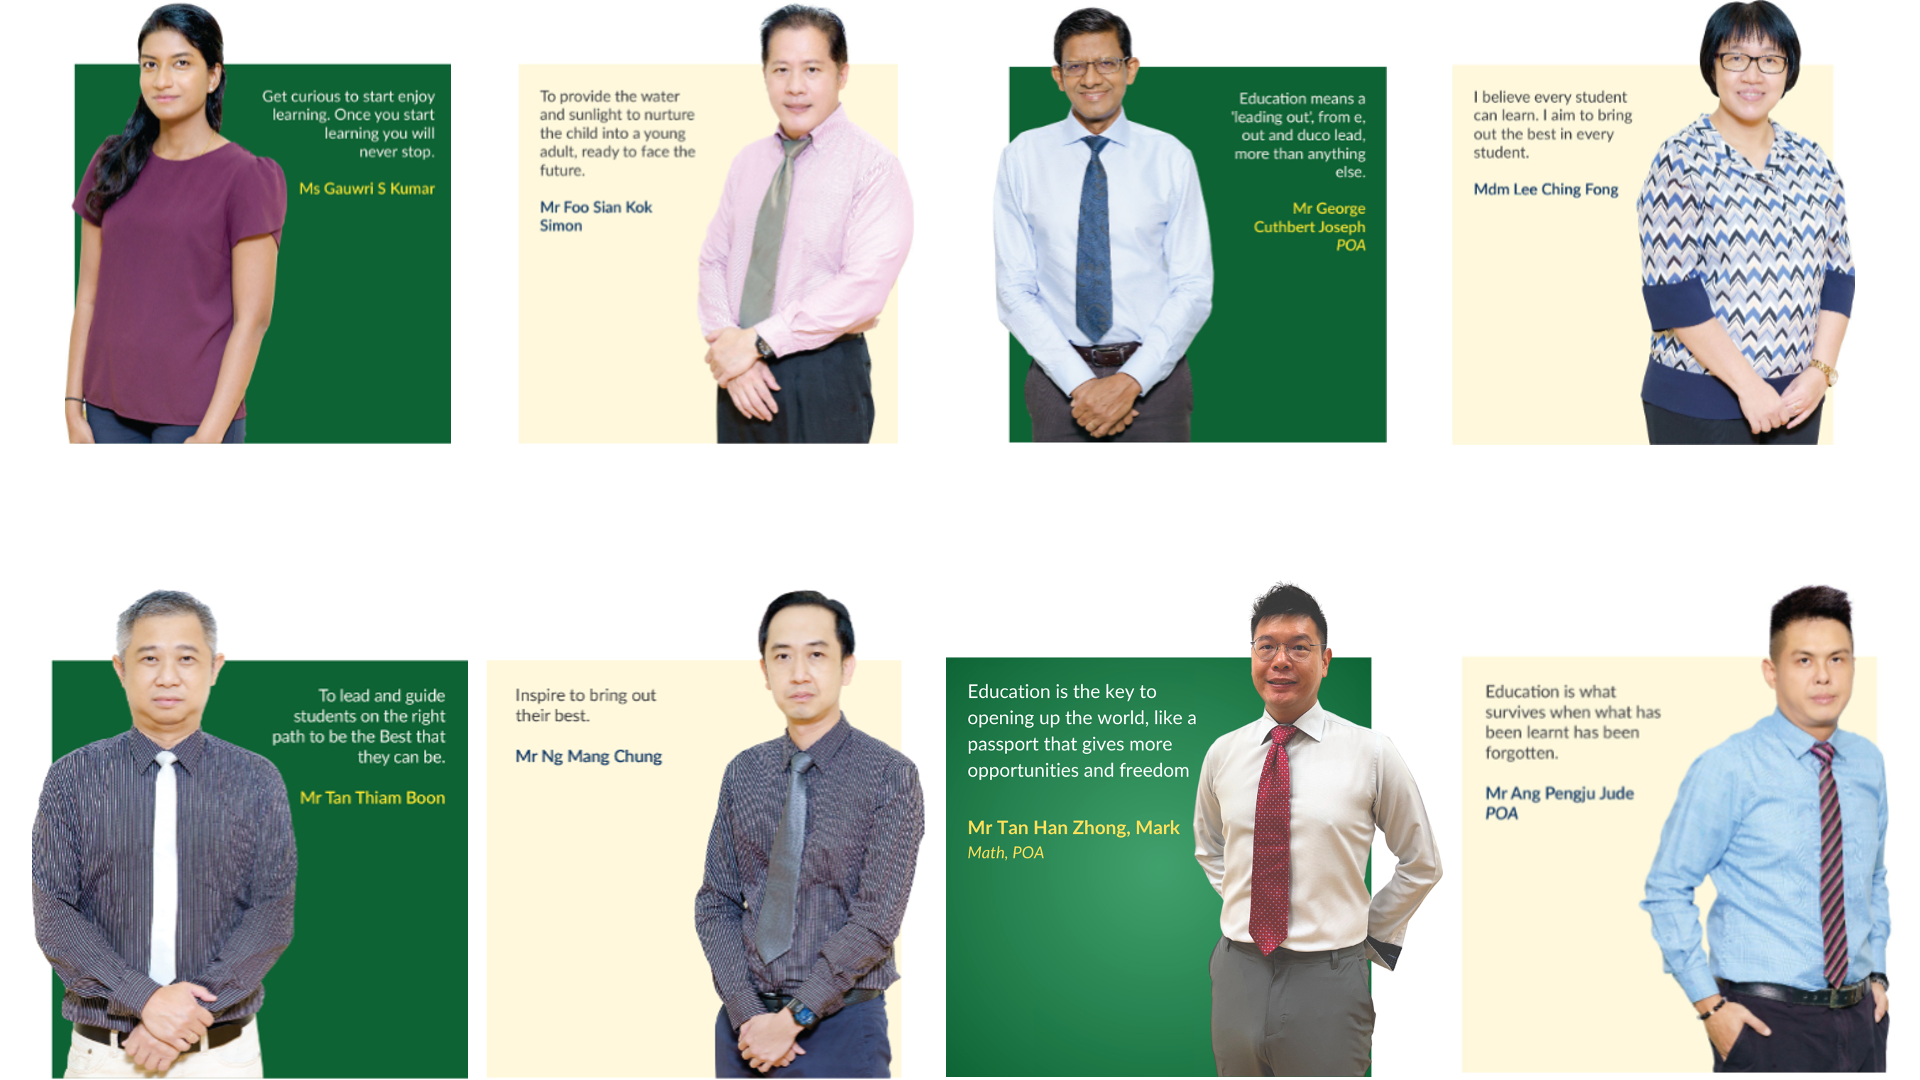 Get curious to start enjoy
learning. Once you start
learning you will
never stop.
Ms Gauwri S Kumar
To provide the water
and sunlight to nurture
the child into a young
adult, ready to face the
future.
Mr Foo Sian Kok
Simon
Education means a
'leading out', from e,
out and duco lead,
more than anything
else.
Mr George
Cuthbert Joseph
POA
I believe every student
can learn. I aim to bring
out the best in every
student.
Mdm Lee Ching Fong
To lead and guide
students on the right
path to be the Best that
they can be.
Mr Tan Thiam Boon
Inspire to bring out
their best.
Mr Ng Mang Chung
Education is the key to
opening up the world, like a
passport that gives more
opportunities and freedom
Mr Tan Han Zhong, Mark
Math, POA
Education is what
survives when what has
been learnt has been
forgotten.
Mr Ang Pengju Jude
POA